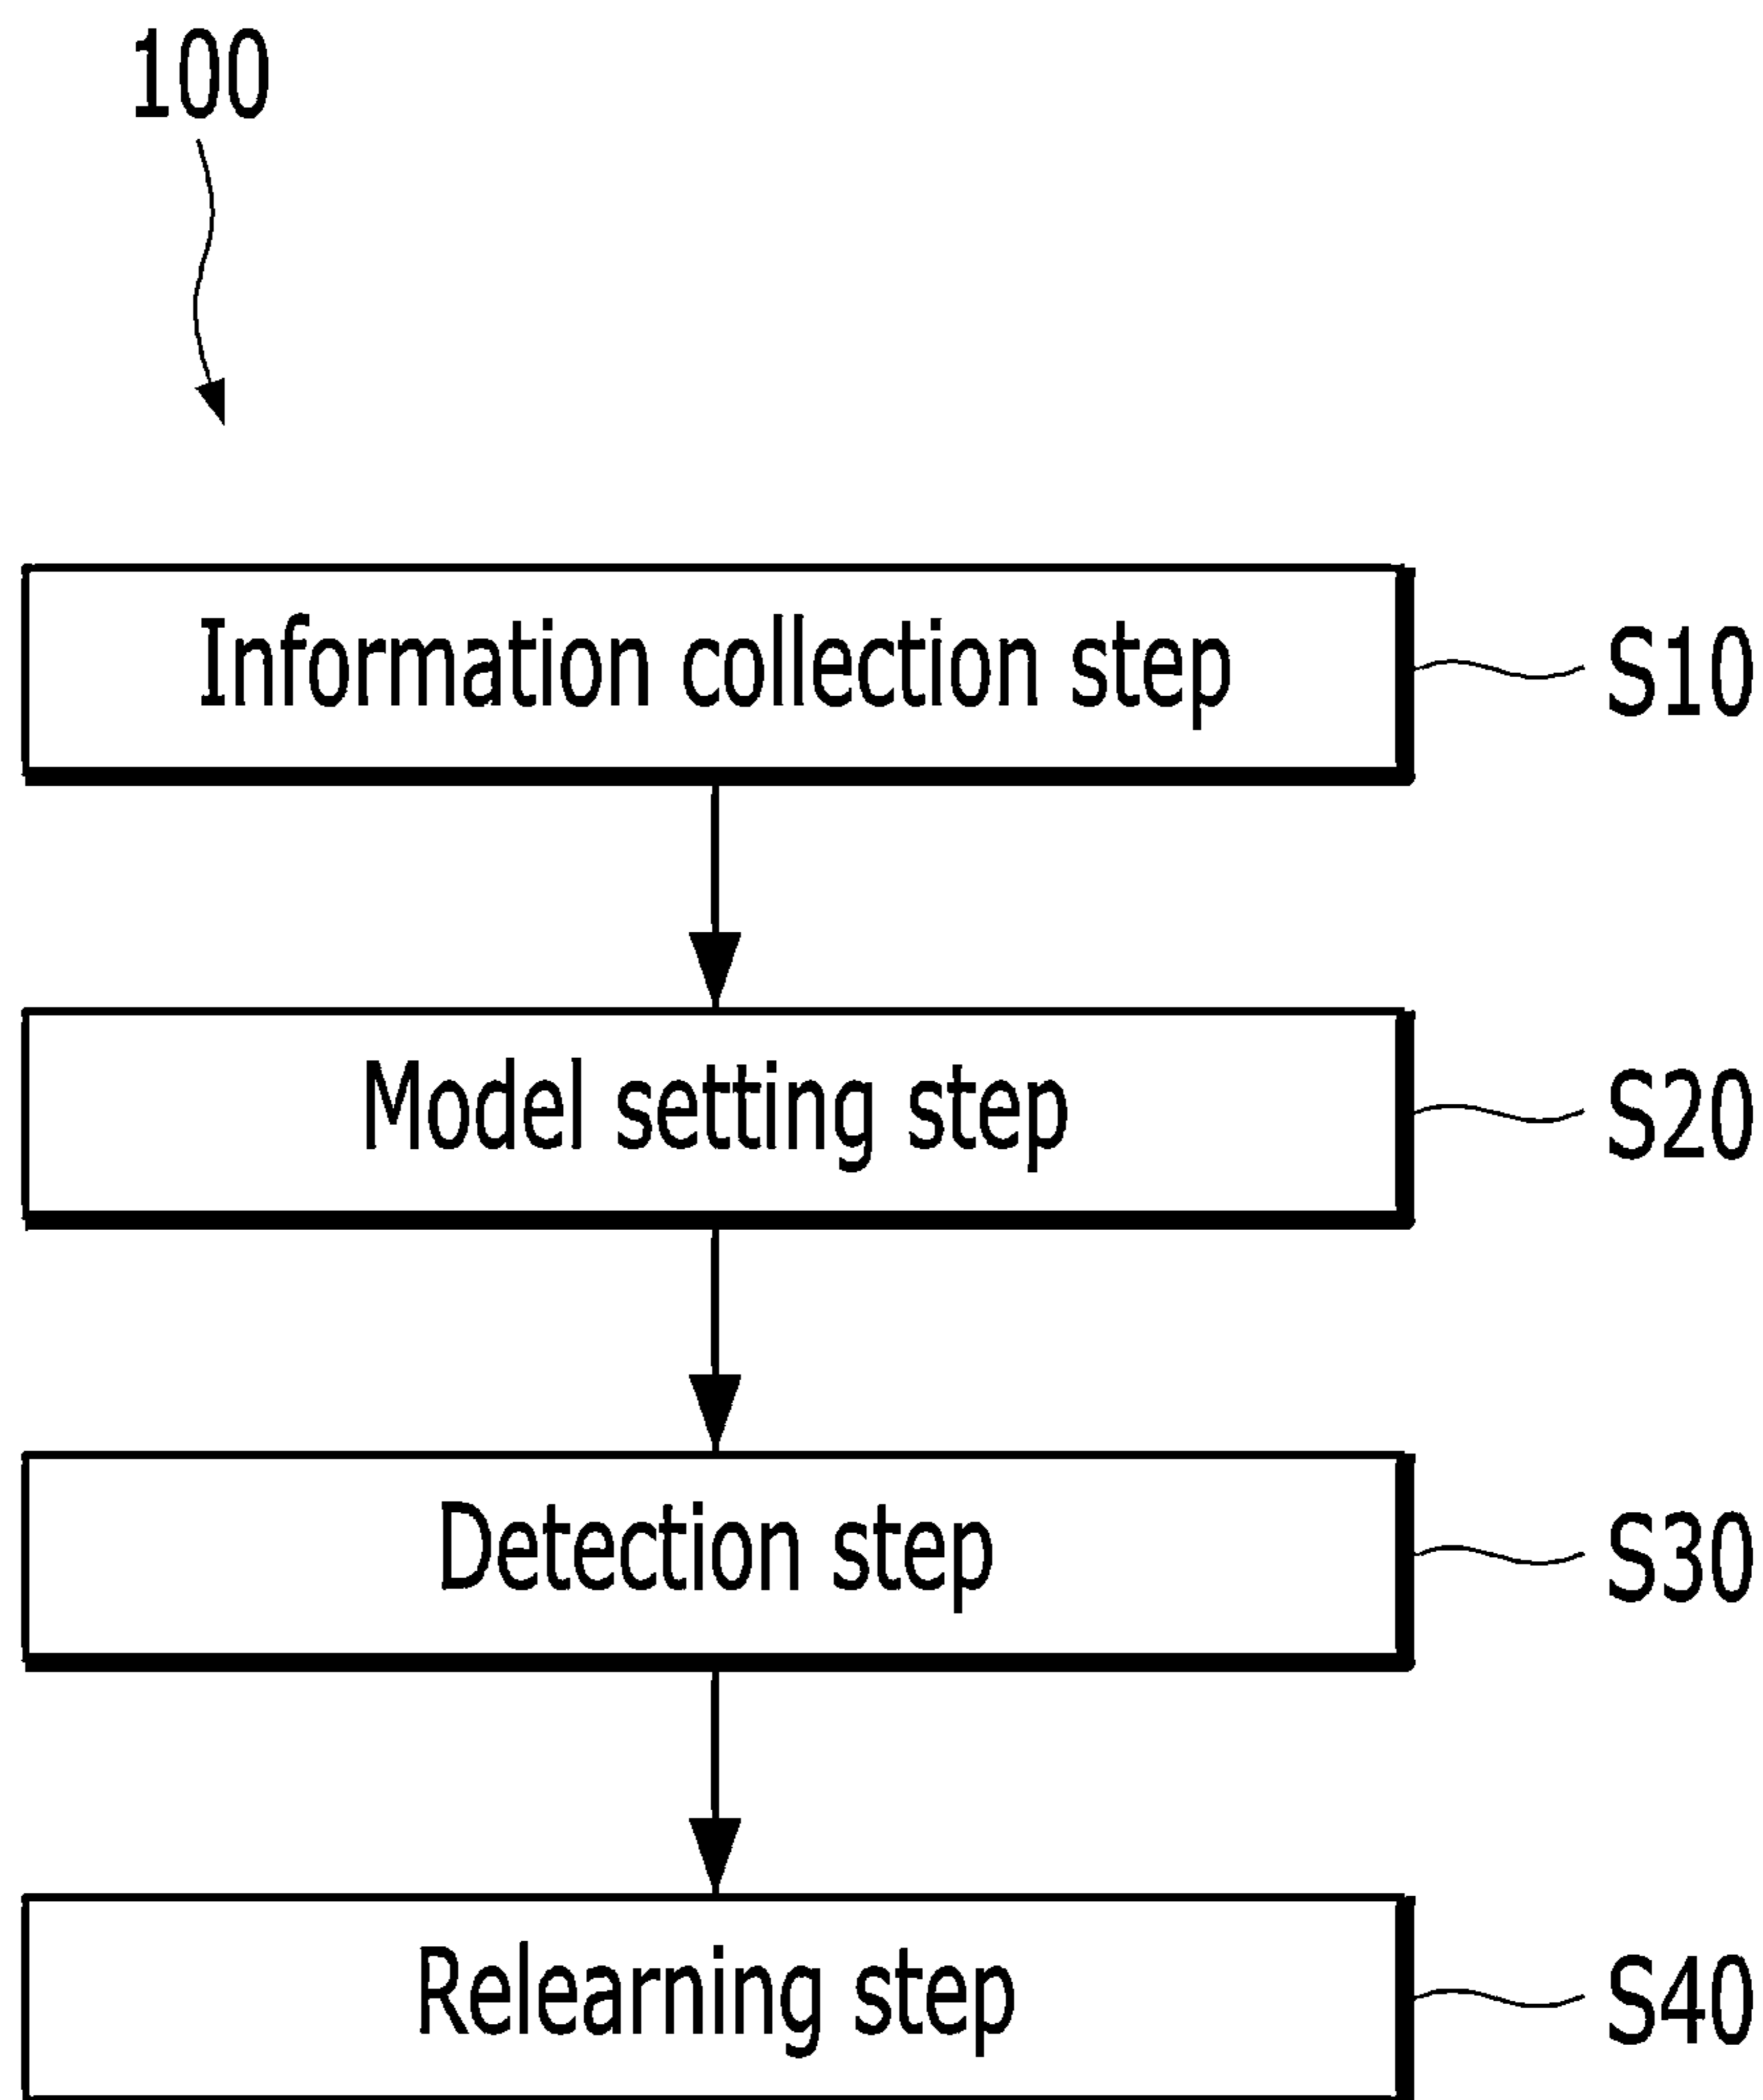 100
Information collection step
S10
Model setting step
S20
Detection step
S30
Relearning step
S40